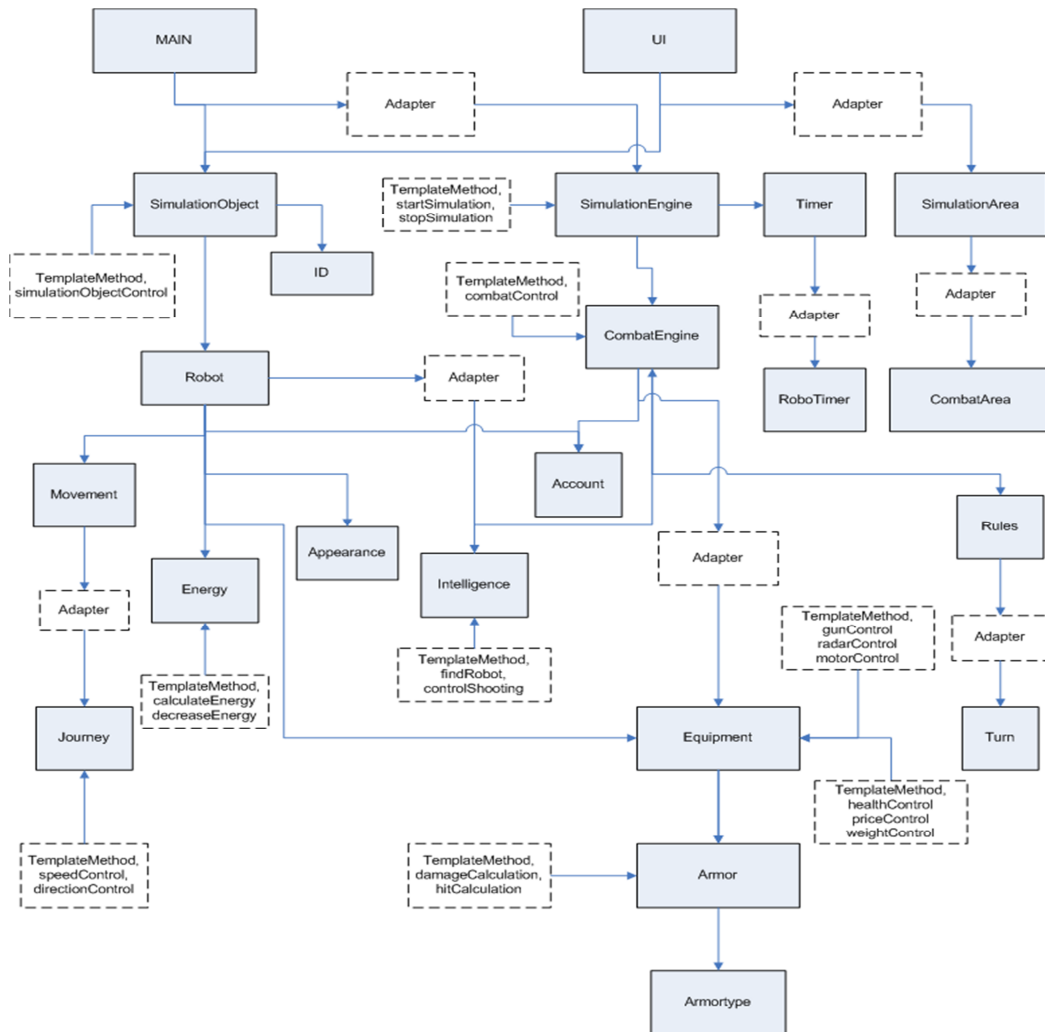 MAIN
UI
Adapter
Adapter
SimulationObject
TemplateMethod,
startSimulation,
stopSimulation
SimulationEngine
Timer
SimulationArea
TemplateMethod,
simulationObjectControl
ID
TemplateMethod,
combatControl
Adapter
Adapter
CombatEngine
Robot
Adapter
RoboTimer
CombatArea
Movement
Account
Appearance
Rules
Adapter
Energy
Intelligence
Adapter
Adapter
TemplateMethod,
gunControl
radarControl
motorControl
TemplateMethod,
calculateEnergy
decreaseEnergy
TemplateMethod,
findRobot,
controlShooting
Journey
Equipment
Turn
TemplateMethod,
healthControl
priceControl
weightControl
TemplateMethod,
speedControl,
directionControl
TemplateMethod,
damageCalculation,
hitCalculation
Armor
Armortype